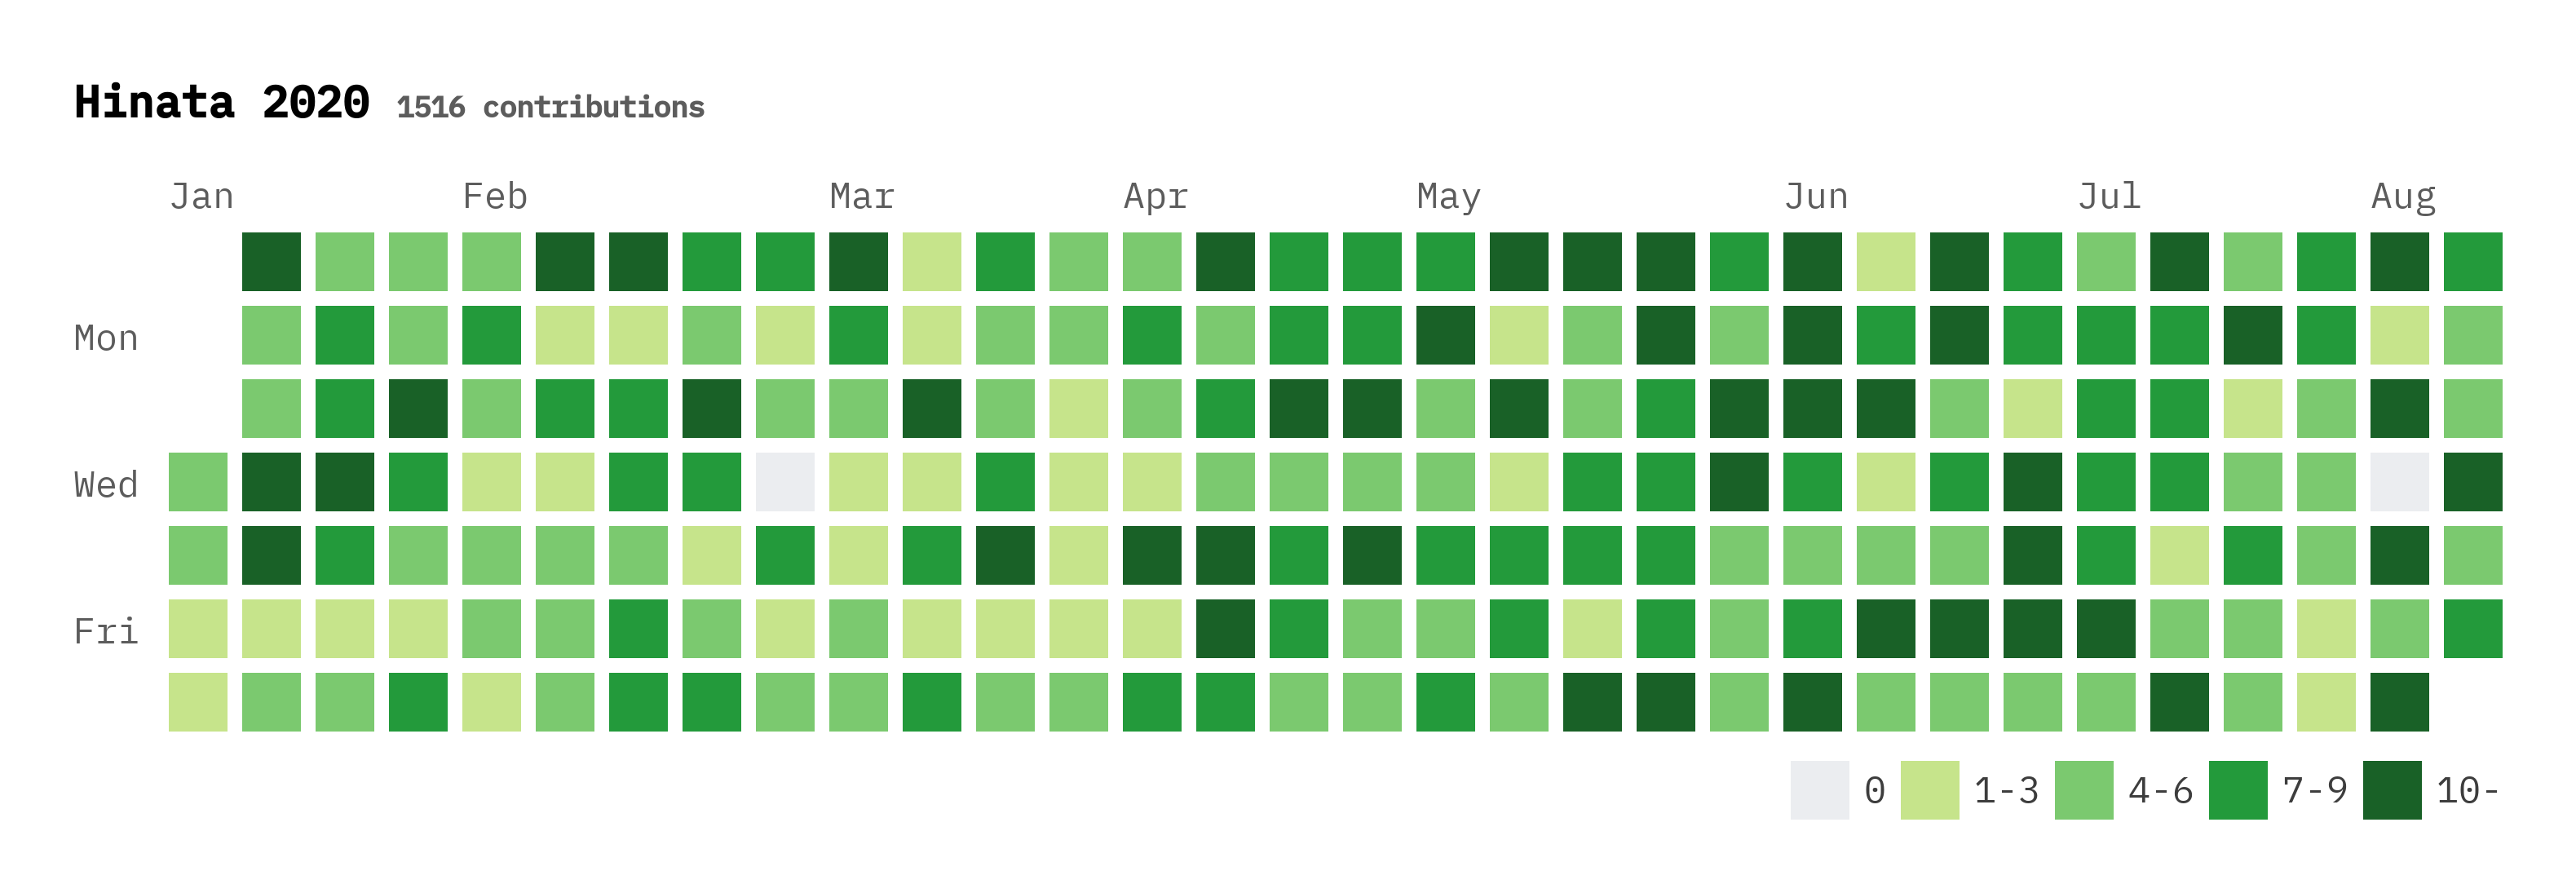 Hinata 2020 1516 contributions
Jan Feb Mar Apr May Jun Jul Aug
Mon
Wed
Fri
0 1-3 4-6 7-9 10-